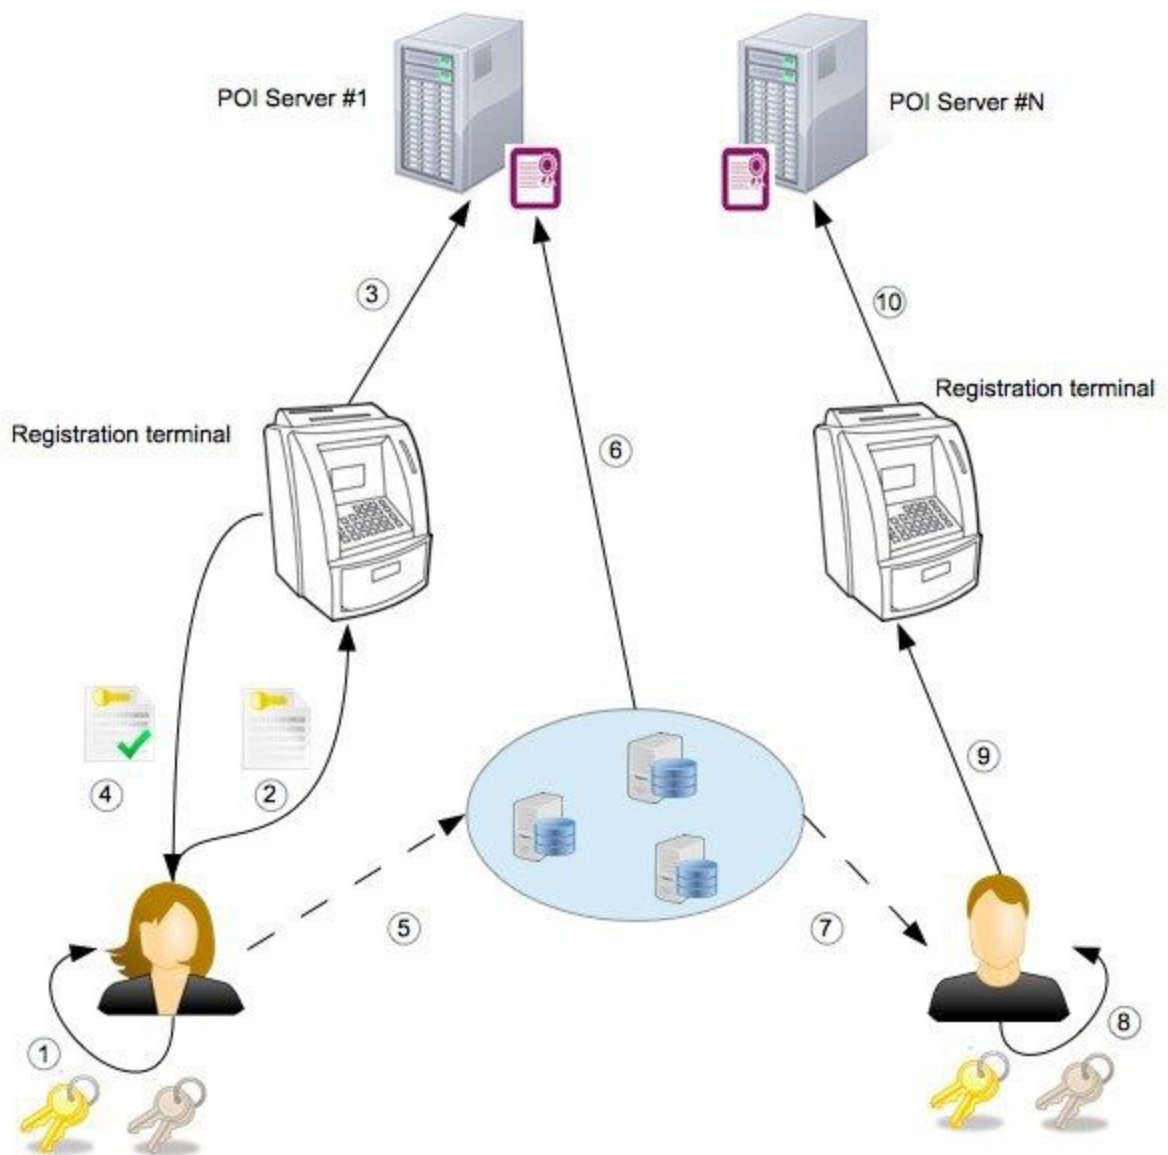 POI Server #1
POI Server #N
3
10
Registration terminal
Registration terminal
6
4
2
9
5
7
1
8